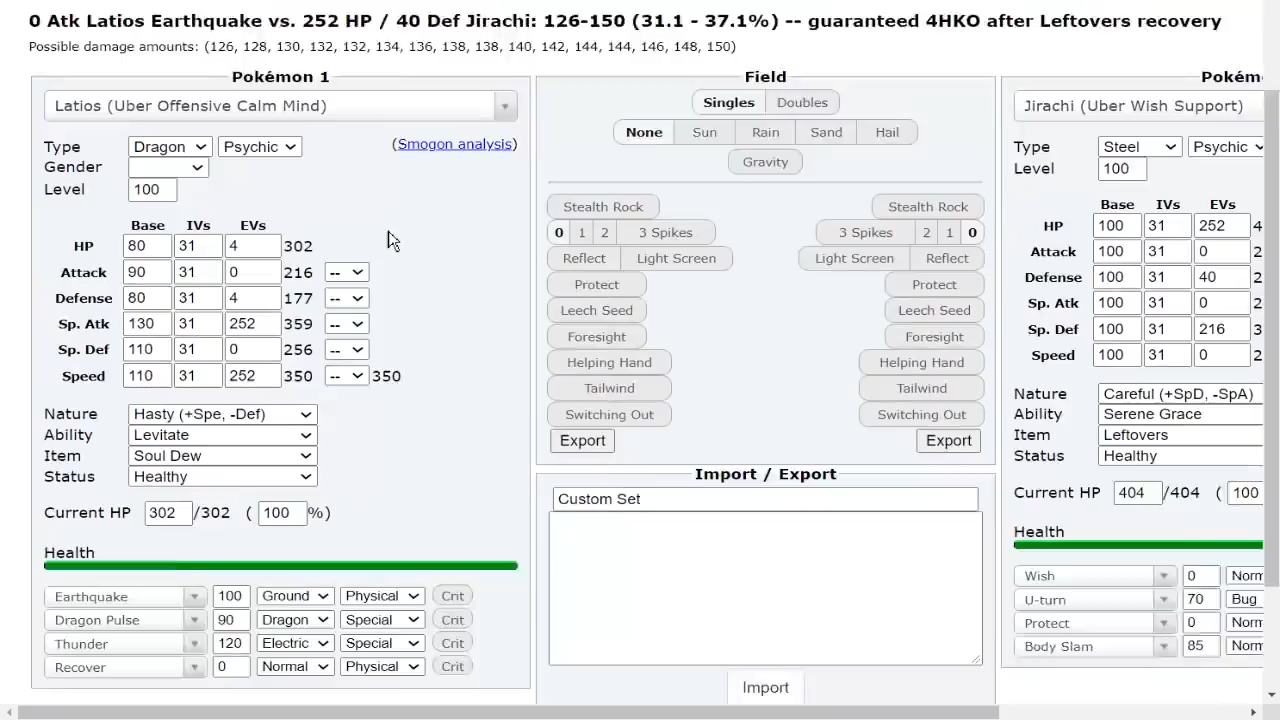 0 Atk Latios Earthquake vs. 252 HP / 40 Def Jirachi: 126-150 (31.1 - 37.1%) -- guaranteed 4HKO after Leftovers recovery
Possible damage amounts: (126, 128, 130, 132, 132, 134, 136, 138, 138, 140, 142, 144, 144, 146, 148, 150)
Pokémon 1
Latios (Uber Offensive Calm Mind)
Type Dragon Psychic (Smogon analysis)
Gender
Level 100
Base IVs EVs
HP 80 31 4 302
Attack 90 31 0 216 --
Defense 80 31 4 177 --
Sp. Atk 130 31 252 359 --
Sp. Def 110 31 0 256 --
Speed 110 31 252 350 -- 350
Nature Hasty (+Spe, -Def)
Ability Levitate
Item Soul Dew
Status Healthy
Current HP 302 /302 ( 100 %)
Health
Earthquake 100 Ground Physical Crit
Dragon Pulse 90 Dragon Special Crit
Thunder 120 Electric Special Crit
Recover 0 Normal Physical Crit
Field
Singles Doubles
None Sun Rain Sand Hail
Gravity
Stealth Rock Stealth Rock
0 1 2 3 Spikes 3 Spikes 2 1 0
Reflect Light Screen Light Screen Reflect
Protect Protect
Leech Seed Leech Seed
Foresight Foresight
Helping Hand Helping Hand
Tailwind Tailwind
Switching Out Switching Out
Export Export
Import / Export
Custom Set
Import
Pokém
Jirachi (Uber Wish Support)
Type Steel Psychic
Level 100
Base IVs EVs
HP 100 31 252 4
Attack 100 31 0 2
Defense 100 31 40 2
Sp. Atk 100 31 0 2
Sp. Def 100 31 216 3
Speed 100 31 0 2
Nature Careful (+SpD, -SpA)
Ability Serene Grace
Item Leftovers
Status Healthy
Current HP 404 /404 ( 100
Health
Wish 0 Norm
U-turn 70 Bug
Protect 0 Norm
Body Slam 85 Norm